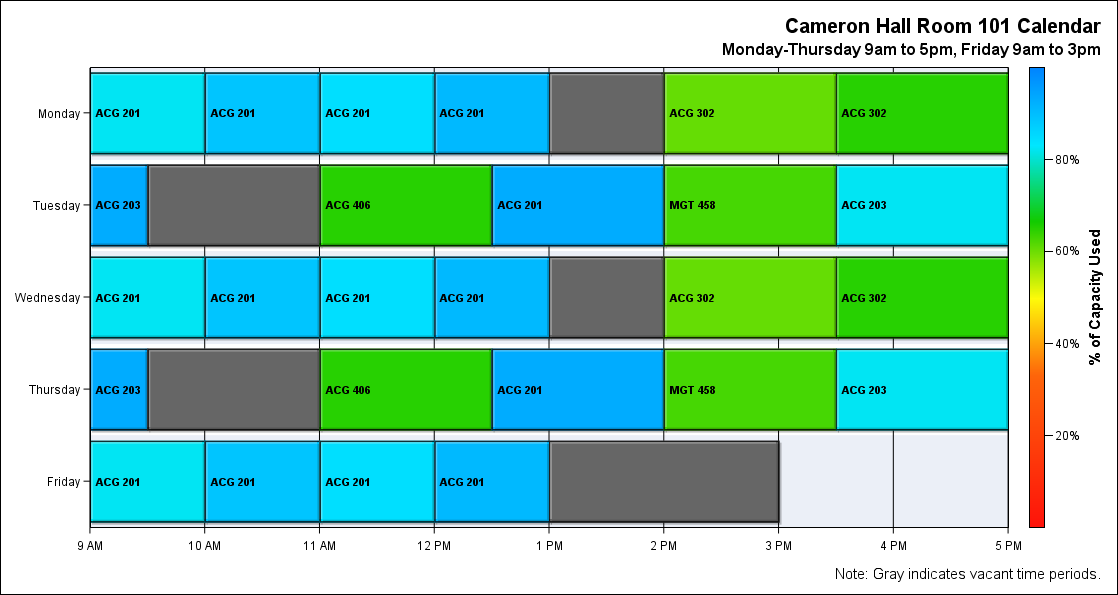 Cameron Hall Room 101 Calendar
Monday-Thursday 9am to 5pm, Friday 9am to 3pm
Monday ACG 201 ACG 201 ACG 201 ACG 201 ACG 302 ACG 302
80%
Tuesday ACG 203 ACG 406 ACG 201 MGT 458 ACG 203
60%
Wednesday ACG 201 ACG 201 ACG 201 ACG 201 ACG 302 ACG 302
% of Capacity Used
40%
Thursday ACG 203 ACG 406 ACG 201 MGT 458 ACG 203
20%
Friday ACG 201 ACG 201 ACG 201 ACG 201
9 AM 10 AM 11 AM 12 PM 1 PM 2 PM 3 PM 4 PM 5 PM
Note: Gray indicates vacant time periods.